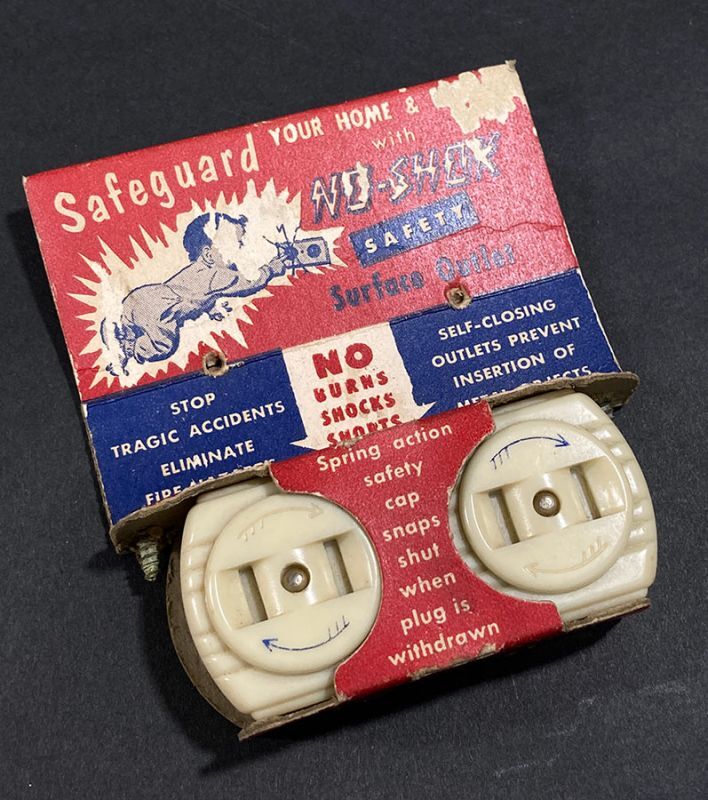 Safeguard YOUR HOME &
with
NO-SHOK
SAFETY
Surface Outlet
STOP
TRAGIC ACCIDENTS
ELIMINATE
NO
BURNS
SHOCKS
SHORTS
SELF-CLOSING
OUTLETS PREVENT
INSERTION OF
Spring action
safety
cap
snaps
shut
when
plug is
withdrawn